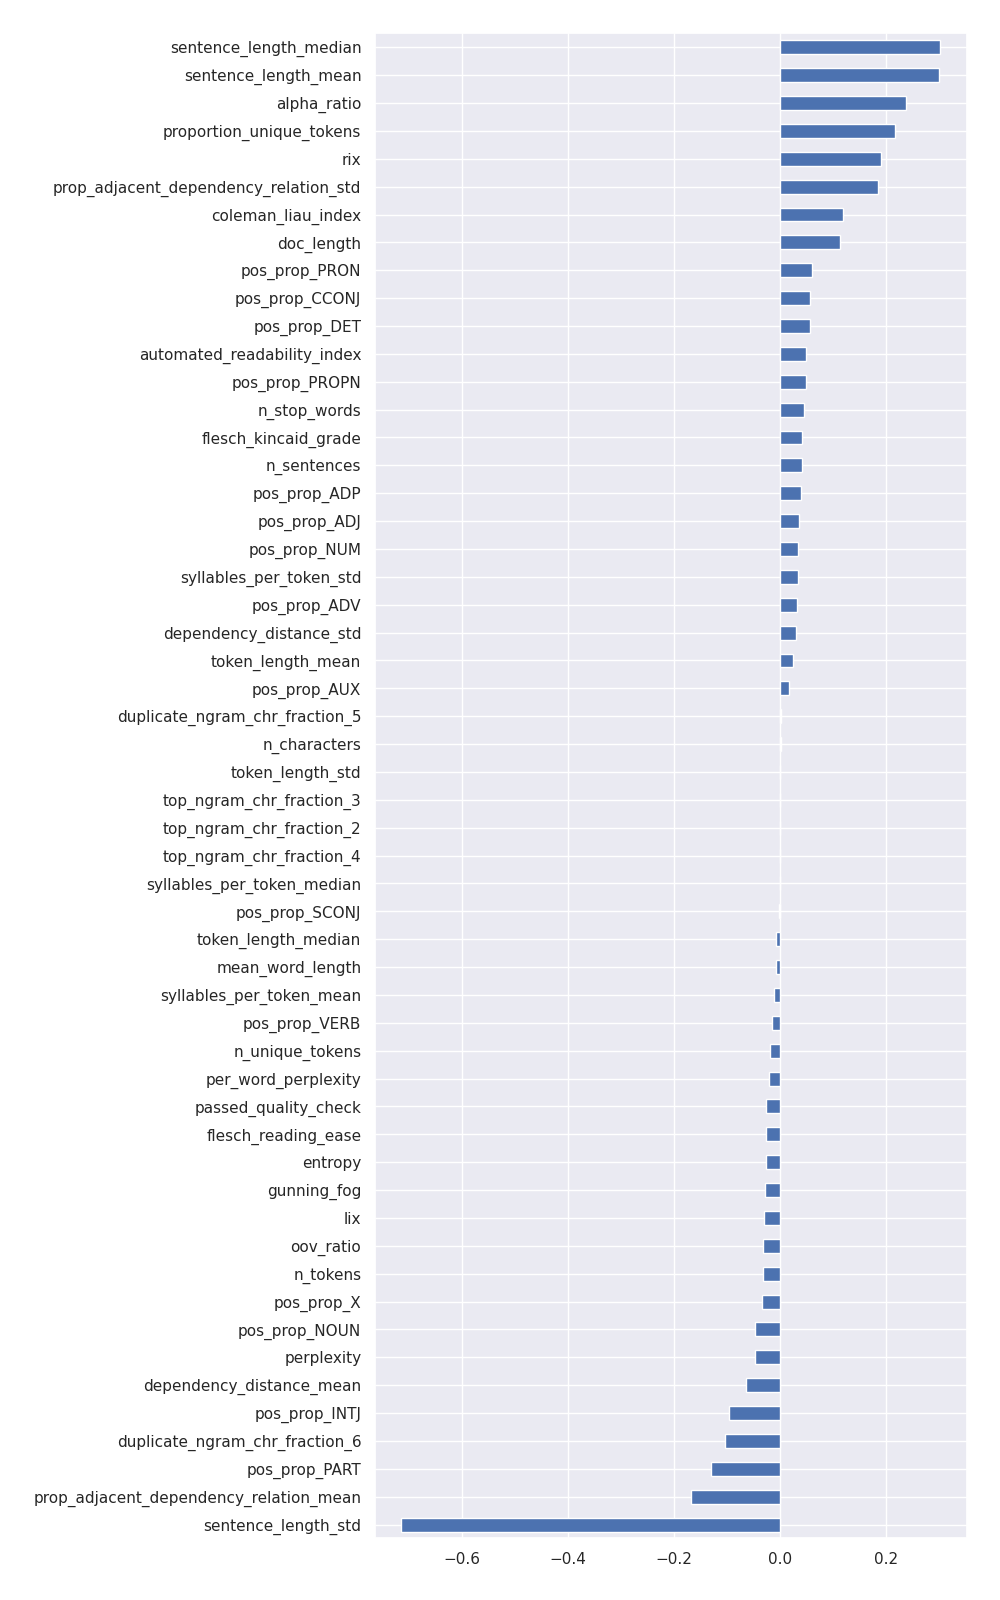 sentence_length_median
sentence_length_mean
alpha_ratio
proportion_unique_tokens
rix
prop_adjacent_dependency_relation_std
coleman_liau_index
doc_length
pos_prop_PRON
pos_prop_CCONJ
pos_prop_DET
automated_readability_index
pos_prop_PROPN
n_stop_words
flesch_kincaid_grade
n_sentences
pos_prop_ADP
pos_prop_ADJ
pos_prop_NUM
syllables_per_token_std
pos_prop_ADV
dependency_distance_std
token_length_mean
pos_prop_AUX
duplicate_ngram_chr_fraction_5
n_characters
token_length_std
top_ngram_chr_fraction_3
top_ngram_chr_fraction_2
top_ngram_chr_fraction_4
syllables_per_token_median
pos_prop_SCONJ
token_length_median
mean_word_length
syllables_per_token_mean
pos_prop_VERB
n_unique_tokens
per_word_perplexity
passed_quality_check
flesch_reading_ease
entropy
gunning_fog
lix
oov_ratio
n_tokens
pos_prop_X
pos_prop_NOUN
perplexity
dependency_distance_mean
pos_prop_INTJ
duplicate_ngram_chr_fraction_6
pos_prop_PART
prop_adjacent_dependency_relation_mean
sentence_length_std
−0.6 −0.4 −0.2 0.0 0.2